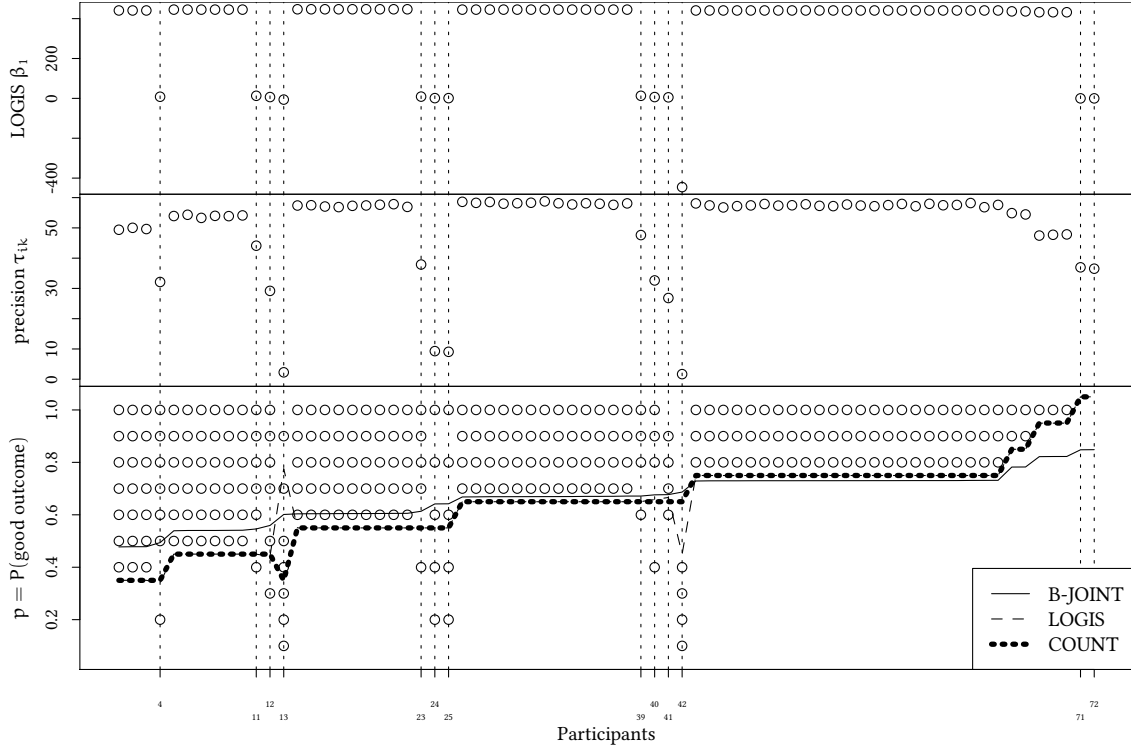 LOGIS β₁
200
0
-400
precision τᵢₖ
50
30
10
0
p = P(good outcome)
1.0
0.8
0.6
0.4
0.2
B-JOINT
LOGIS
COUNT
4 12 24 40 42 72
11 13 23 25 39 41 71
Participants